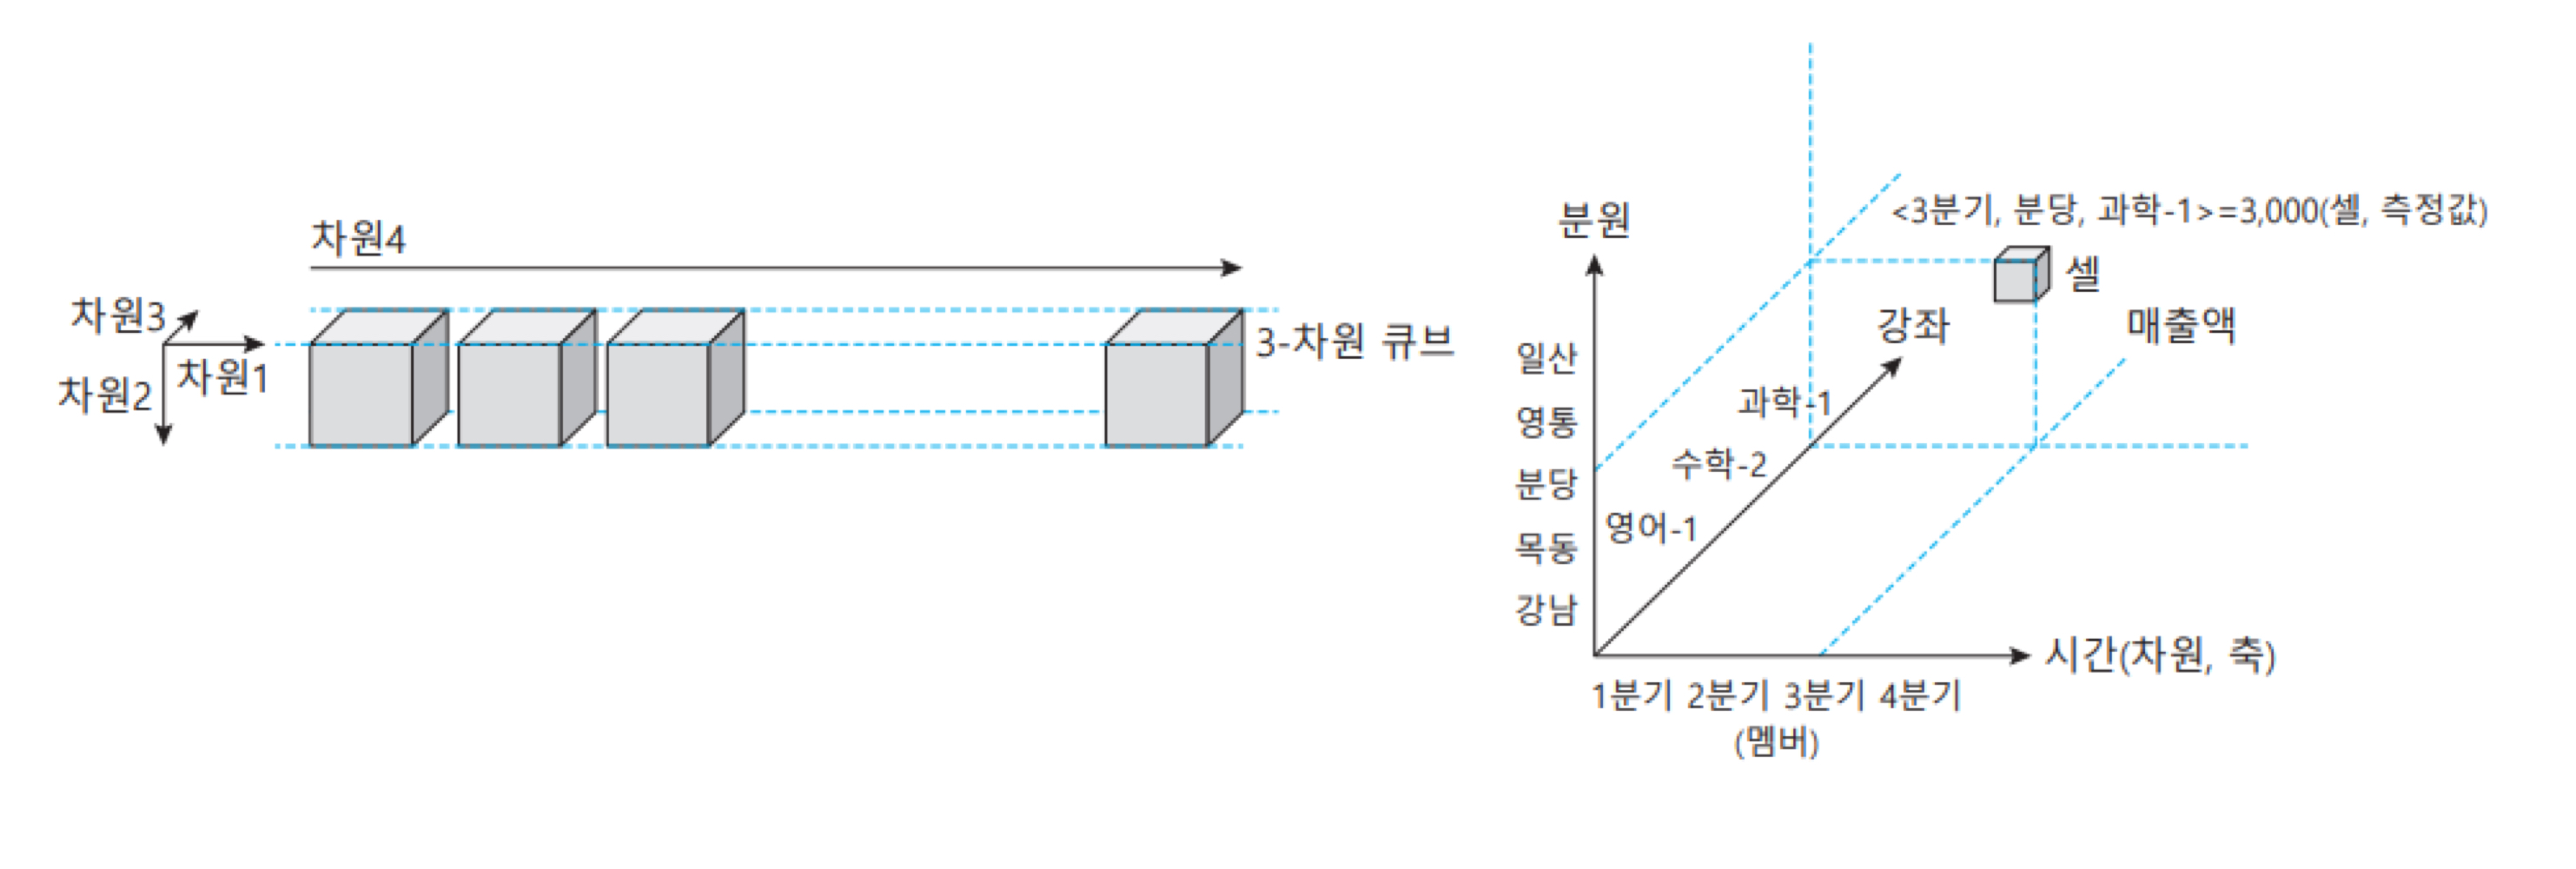 차원4
차원3
차원1
차원2
3-차원 큐브
분원
<3분기, 분당, 과학-1>=3,000(셀, 측정값)
셀
강좌
매출액
일산
영통
분당
목동
강남
과학-1
수학-2
영어-1
시간(차원, 축)
1분기 2분기 3분기 4분기
(멤버)